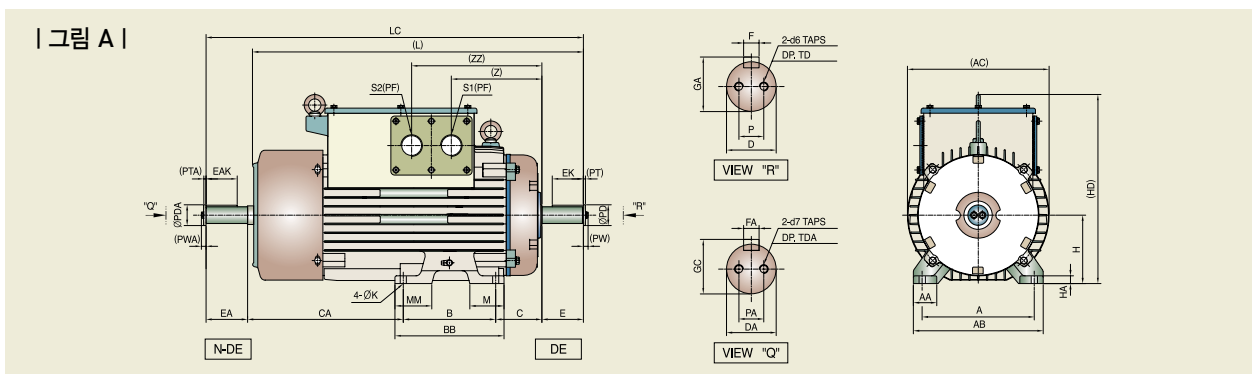 | 그림 A |
LC
(L)
(ZZ)
(Z)
S2(PF)
S1(PF)
(PTA)
EAK
EK
(PT)
"Q"
ØPDA
ØPD
"R"
(PWA)
(PW)
4-ØK
MM
M
EA
CA
B
C
E
BB
N-DE
DE
F
2-d6 TAPS
DP, TD
GA
P
D
VIEW "R"
FA
2-d7 TAPS
DP, TDA
GC
PA
DA
VIEW "Q"
(AC)
(HD)
H
HA
AA
A
AB